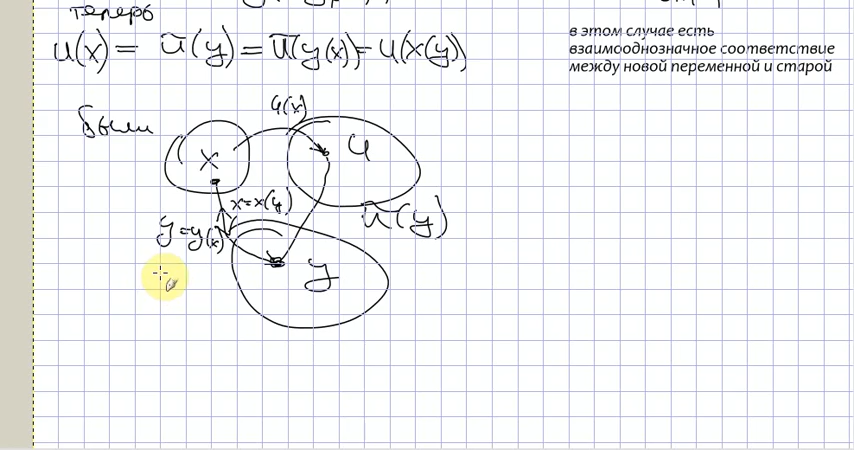 теперь
u(x) = ũ(y) = ũ(y(x)) = u(x(y))
в этом случае есть
взаимооднозначное соответствие
между новой переменной и старой
Были
u(x)
x
u
x=x(y)
ũ(y)
y=y(x)
y